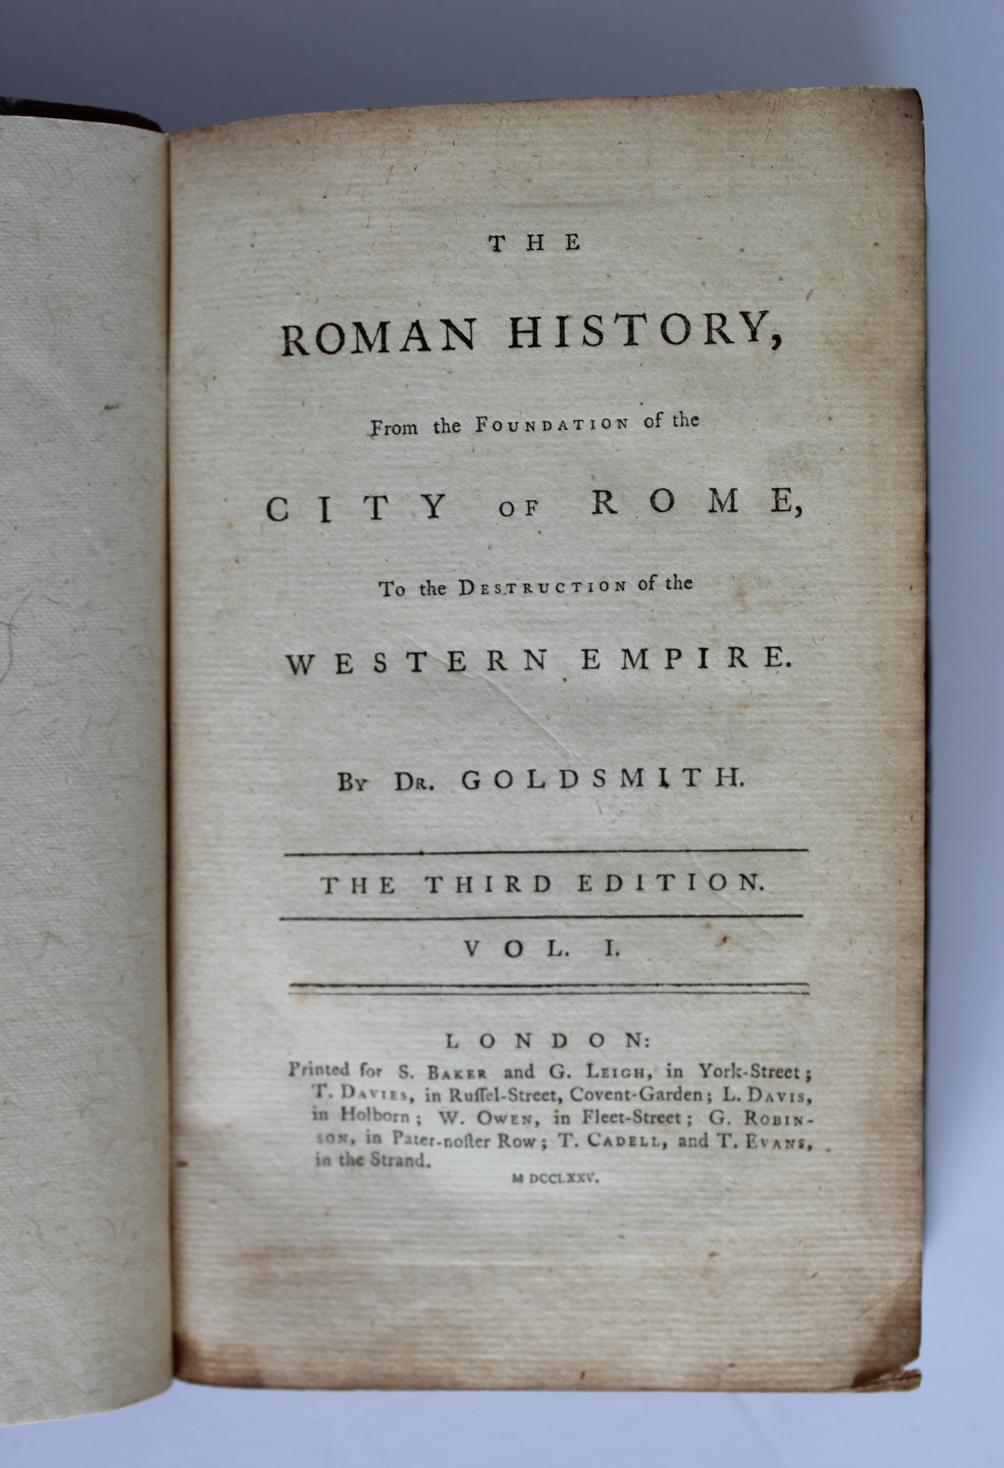 THE
ROMAN HISTORY,
From the FOUNDATION of the
CITY OF ROME,
To the DESTRUCTION of the
WESTERN EMPIRE.
BY DR. GOLDSMITH.
THE THIRD EDITION.
VOL. I.
LONDON:
Printed for S. BAKER and G. LEIGH, in York-Street;
T. DAVIES, in Ruſſel-Street, Covent-Garden; L. DAVIS,
in Holborn; W. OWEN, in Fleet-Street; G. ROBIN-
SON, in Pater-noſter Row; T. CADELL, and T. EVANS,
in the Strand.
M DCCLXXV.